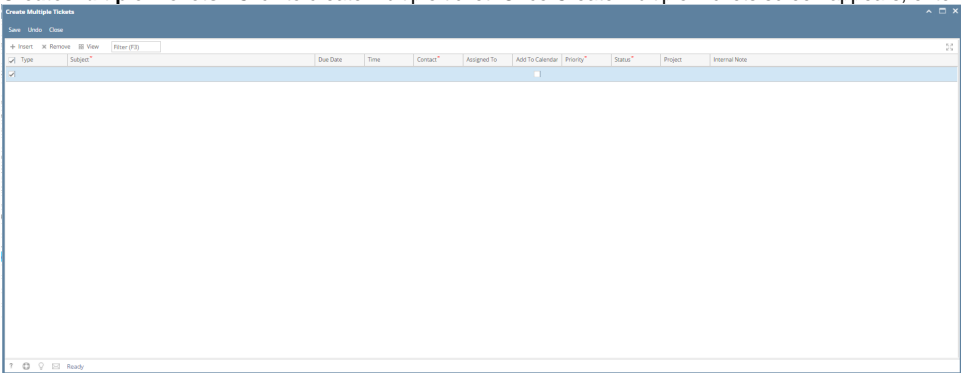 Create Multiple Tickets
Save Undo Close
+ Insert × Remove View Filter (F3)
Type Subject* Due Date Time Contact* Assigned To Add To Calendar Priority* Status* Project Internal Note
Ready